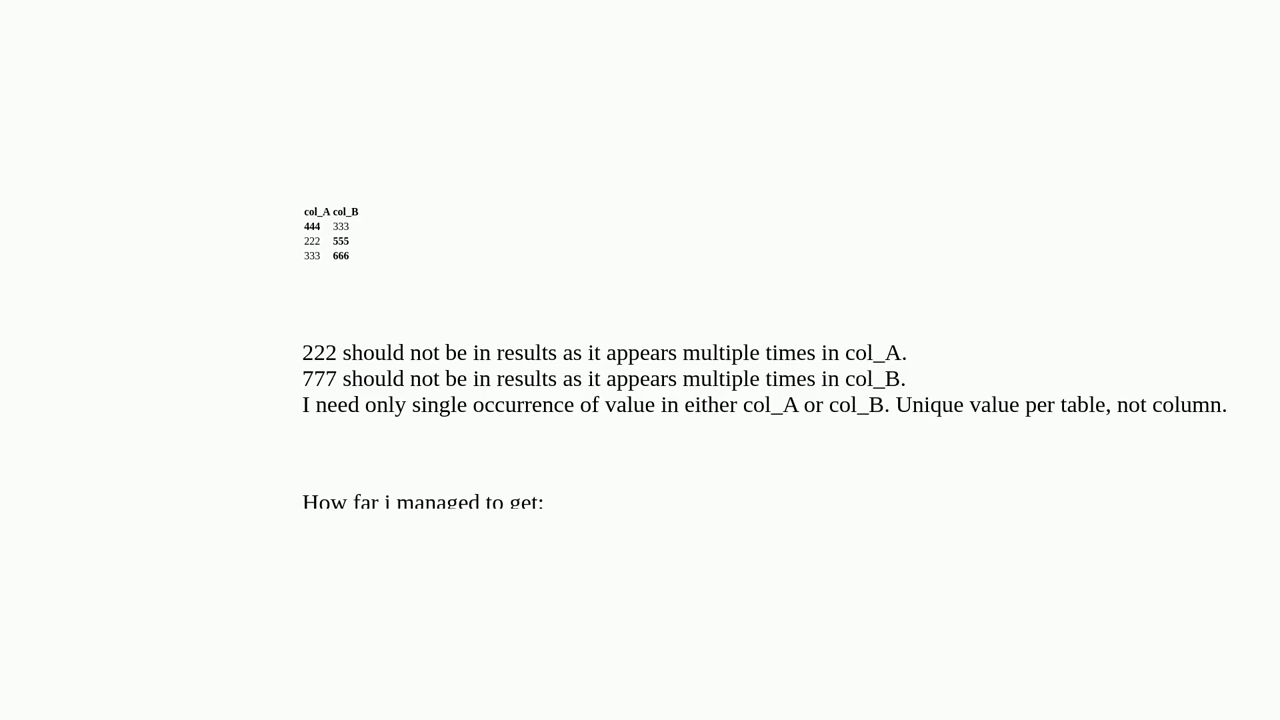 col_A col_B
444 333
222 555
333 666
222 should not be in results as it appears multiple times in col_A.
777 should not be in results as it appears multiple times in col_B.
I need only single occurrence of value in either col_A or col_B. Unique value per table, not column.
How far i managed to get: